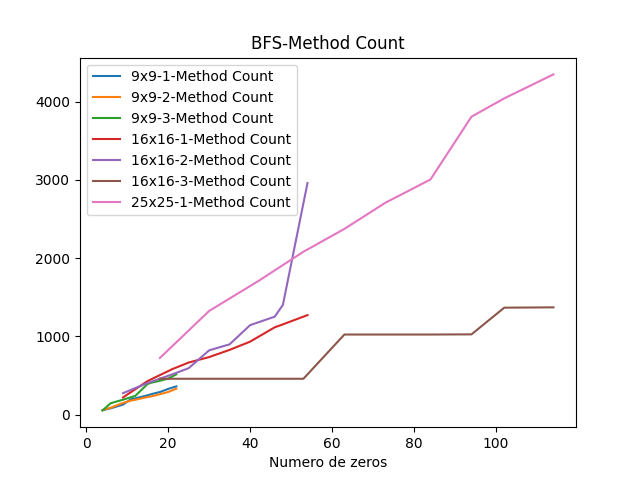 BFS-Method Count
9x9-1-Method Count
9x9-2-Method Count
9x9-3-Method Count
16x16-1-Method Count
16x16-2-Method Count
16x16-3-Method Count
25x25-1-Method Count
4000
3000
2000
1000
0
0 20 40 60 80 100
Numero de zeros